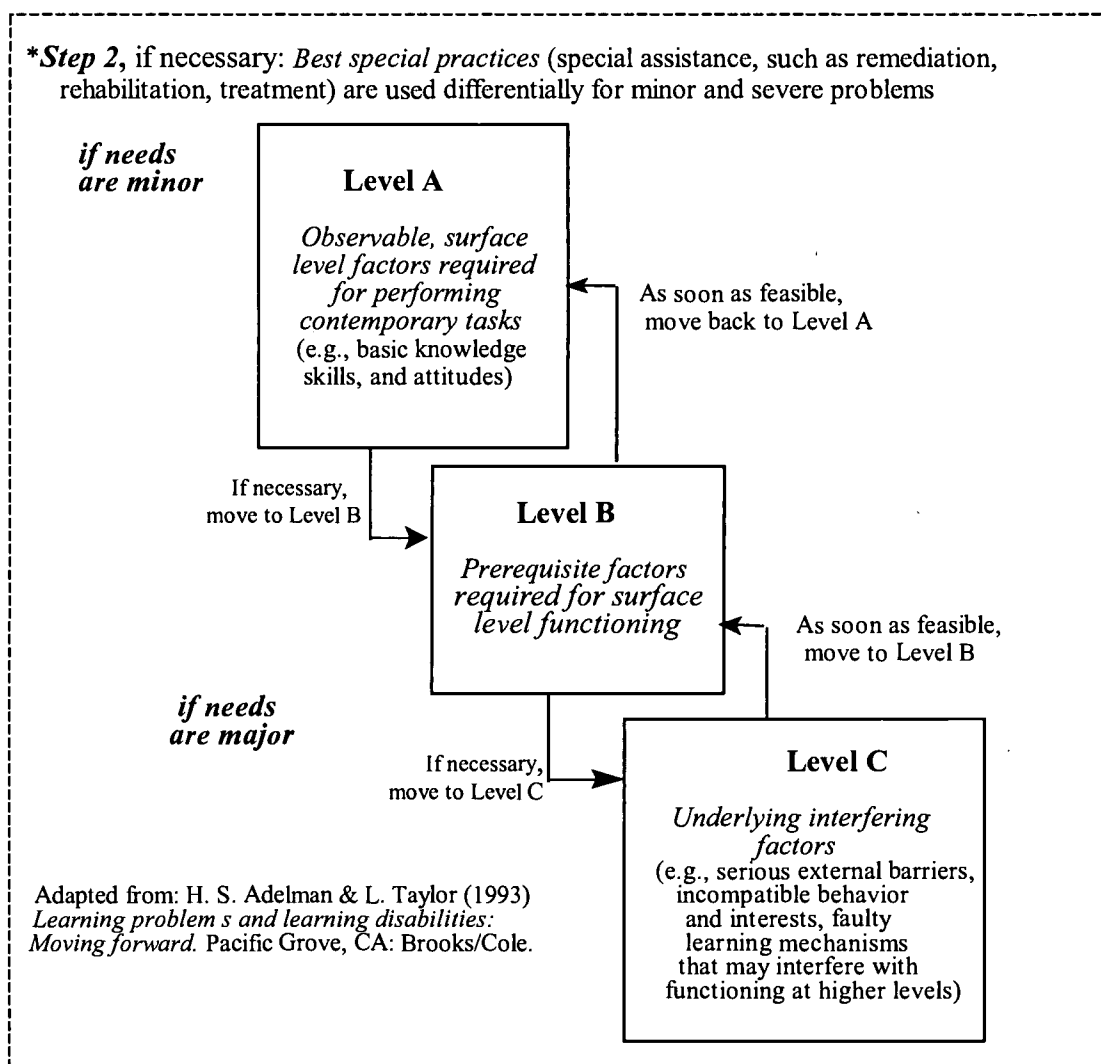 *Step 2, if necessary: Best special practices (special assistance, such as remediation,
rehabilitation, treatment) are used differentially for minor and severe problems
if needs
are minor
Level A
Observable, surface
level factors required
for performing
contemporary tasks
(e.g., basic knowledge
skills, and attitudes)
As soon as feasible,
move back to Level A
If necessary,
move to Level B
Level B
Prerequisite factors
required for surface
level functioning
As soon as feasible,
move to Level B
if needs
are major
If necessary,
move to Level C
Level C
Underlying interfering
factors
(e.g., serious external barriers,
incompatible behavior
and interests, faulty
learning mechanisms
that may interfere with
functioning at higher levels)
Adapted from: H. S. Adelman & L. Taylor (1993)
Learning problem s and learning disabilities:
Moving forward. Pacific Grove, CA: Brooks/Cole.